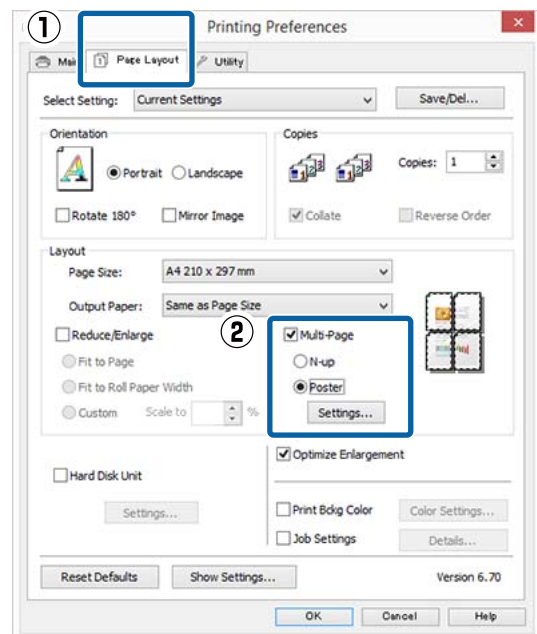 1 Printing Preferences
Main Page Layout Utility
Select Setting: Current Settings Save/Del...
Orientation Copies
Portrait Landscape Copies: 1
Rotate 180° Mirror Image Collate Reverse Order
Layout
Page Size: A4 210 x 297 mm
Output Paper: Same as Page Size
2
Reduce/Enlarge Multi-Page
Fit to Page N-up
Fit to Roll Paper Width Poster
Custom Scale to % Settings...
Optimize Enlargement
Hard Disk Unit
Settings... Print Bckg Color Color Settings...
Job Settings Details...
Reset Defaults Show Settings... Version 6.70
OK Cancel Help